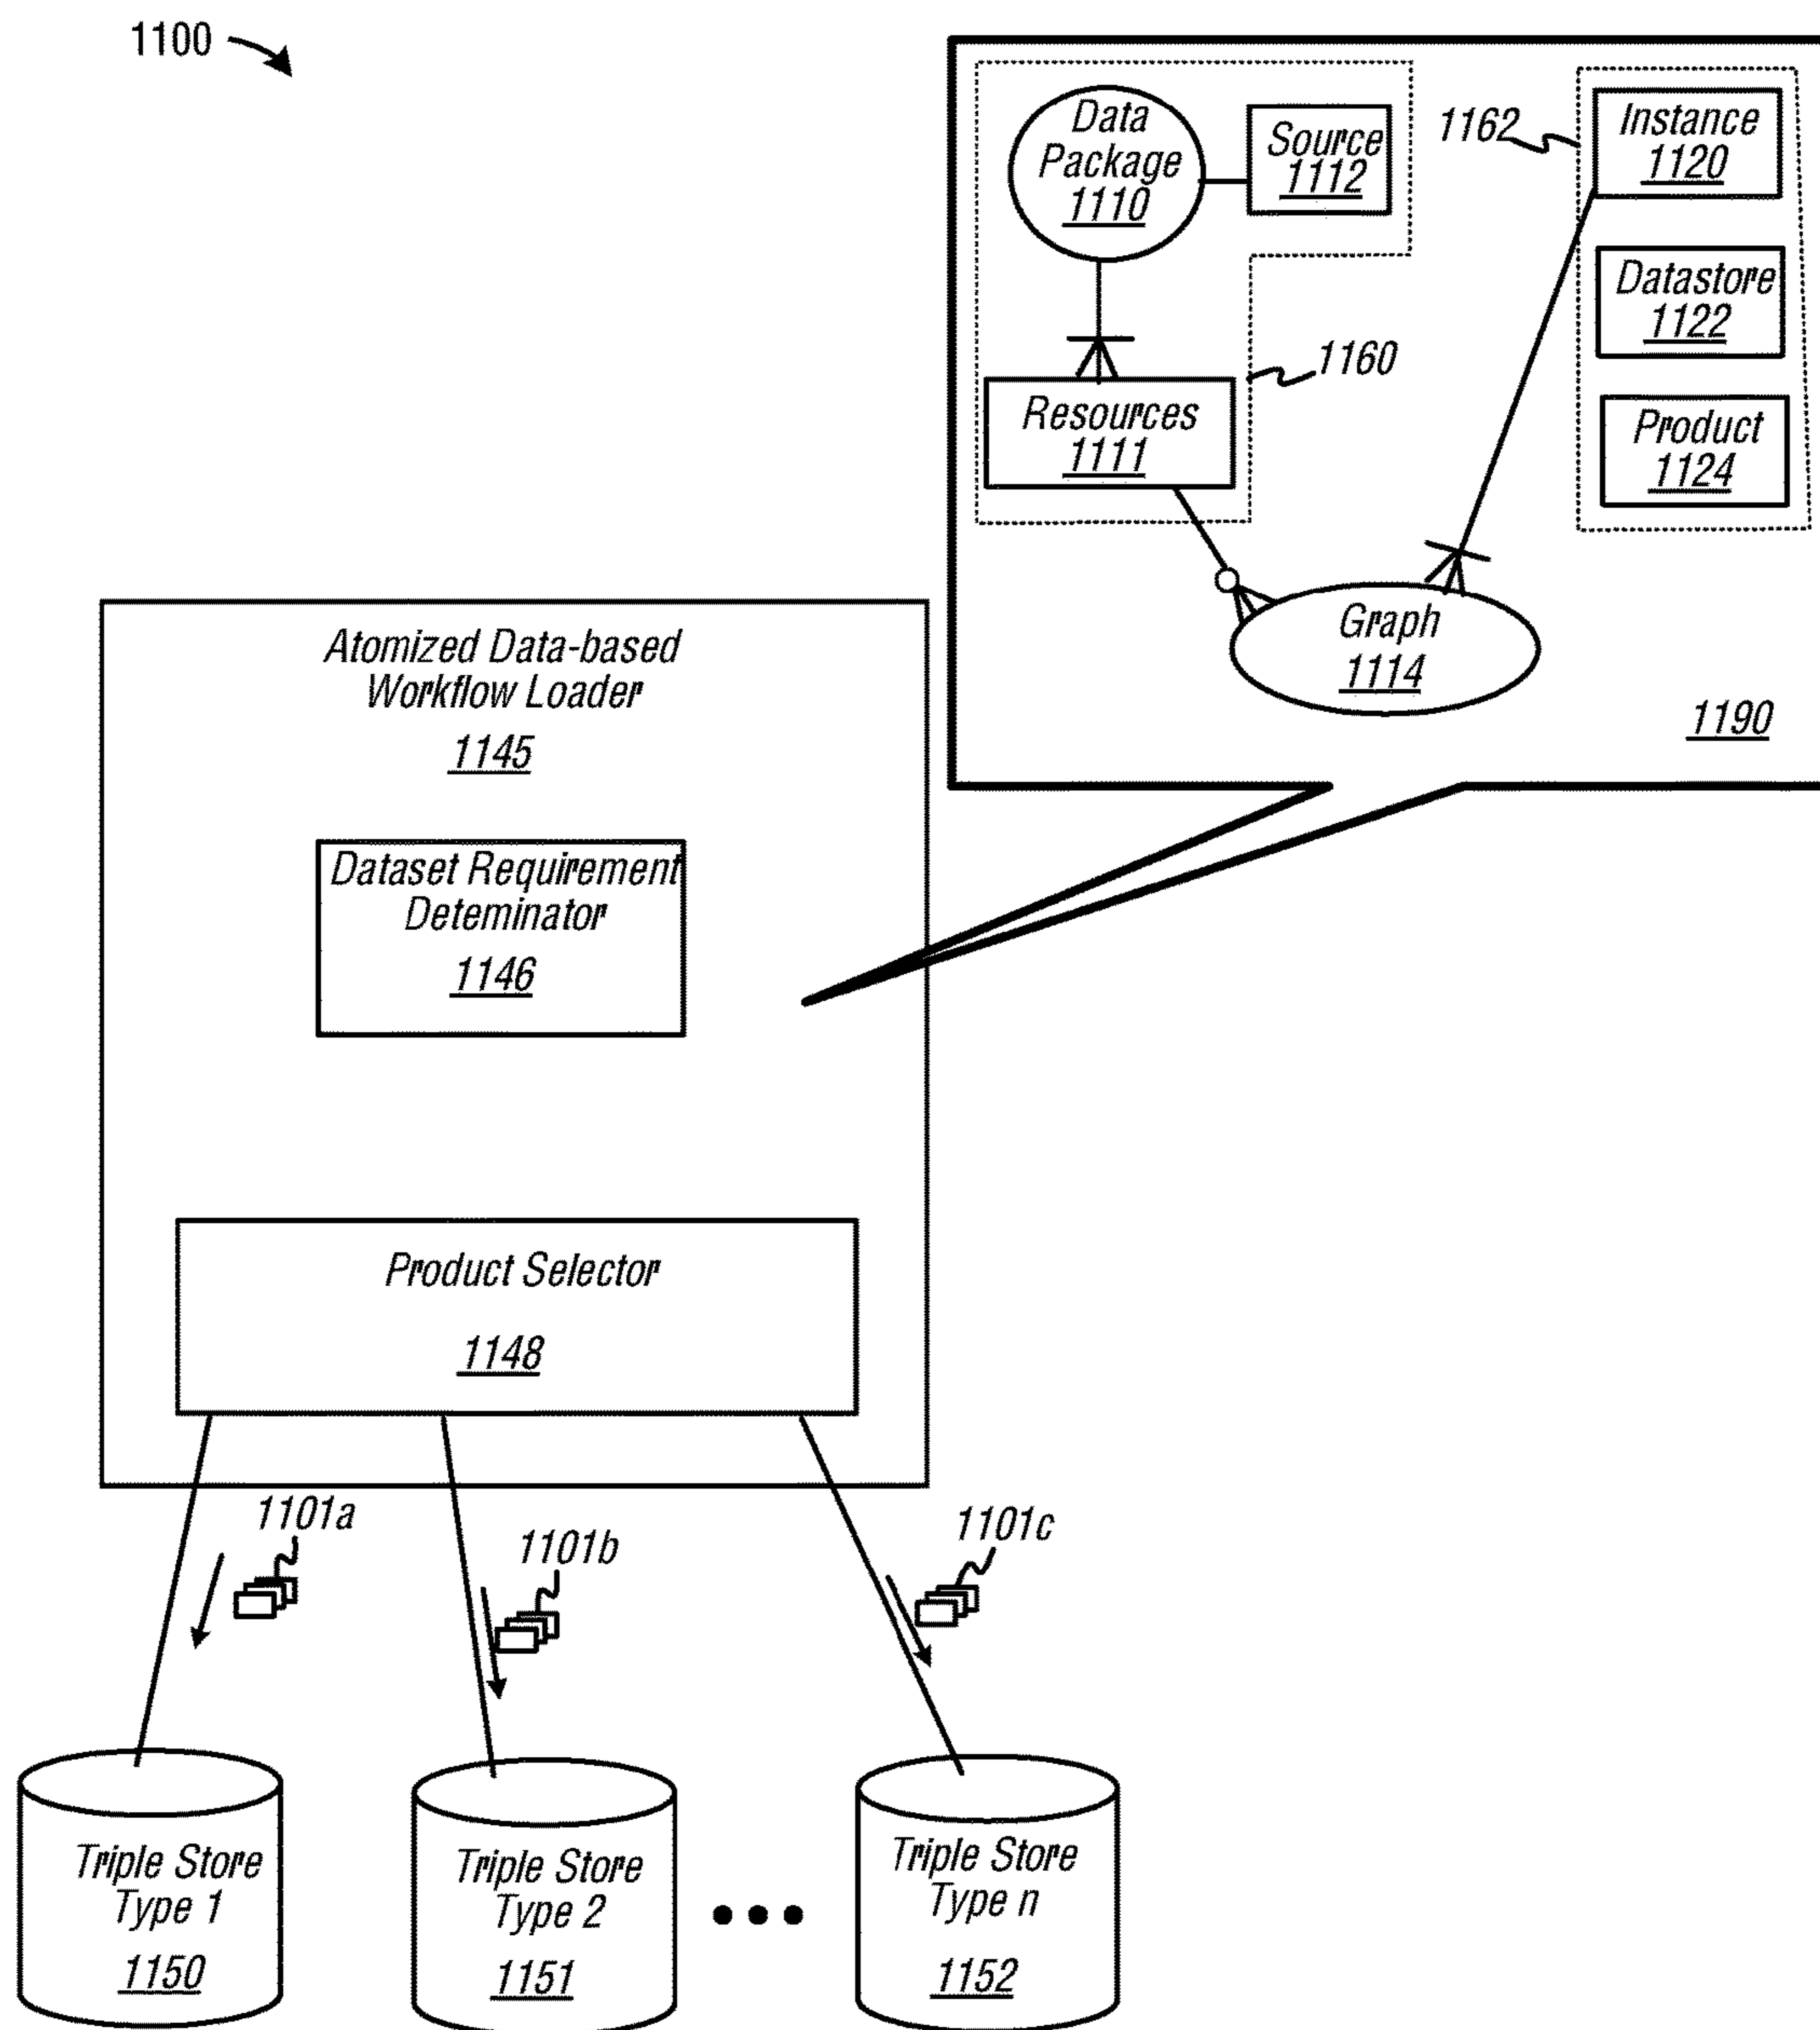 1100
Data
Package
1110
Source
1112
1162
Instance
1120
Datastore
1122
Product
1124
Resources
1111
1160
Graph
1114
1190
Atomized Data-based
Workflow Loader
1145
Dataset Requirement
Deteminator
1146
Product Selector
1148
1101a
1101b
1101c
Triple Store
Type 1
1150
Triple Store
Type 2
1151
Triple Store
Type n
1152